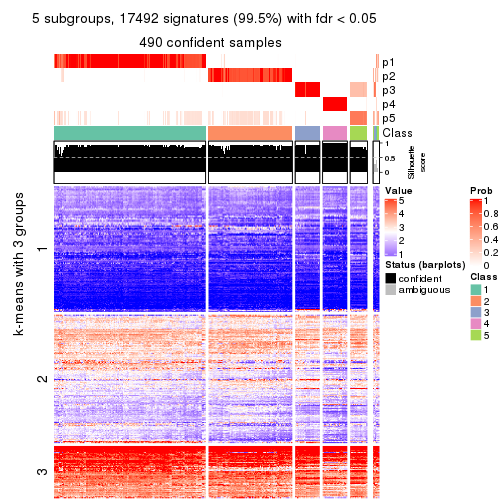 5 subgroups, 17492 signatures (99.5%) with fdr < 0.05
490 confident samples
p1
p2
p3
p4
p5
Class
1
0.5
0
Silhouette
score
k-means with 3 groups
1
2
3
Value
5
4
3
2
1
Status (barplots)
confident
ambiguous
Prob
1
0.8
0.6
0.4
0.2
0
Class
1
2
3
4
5